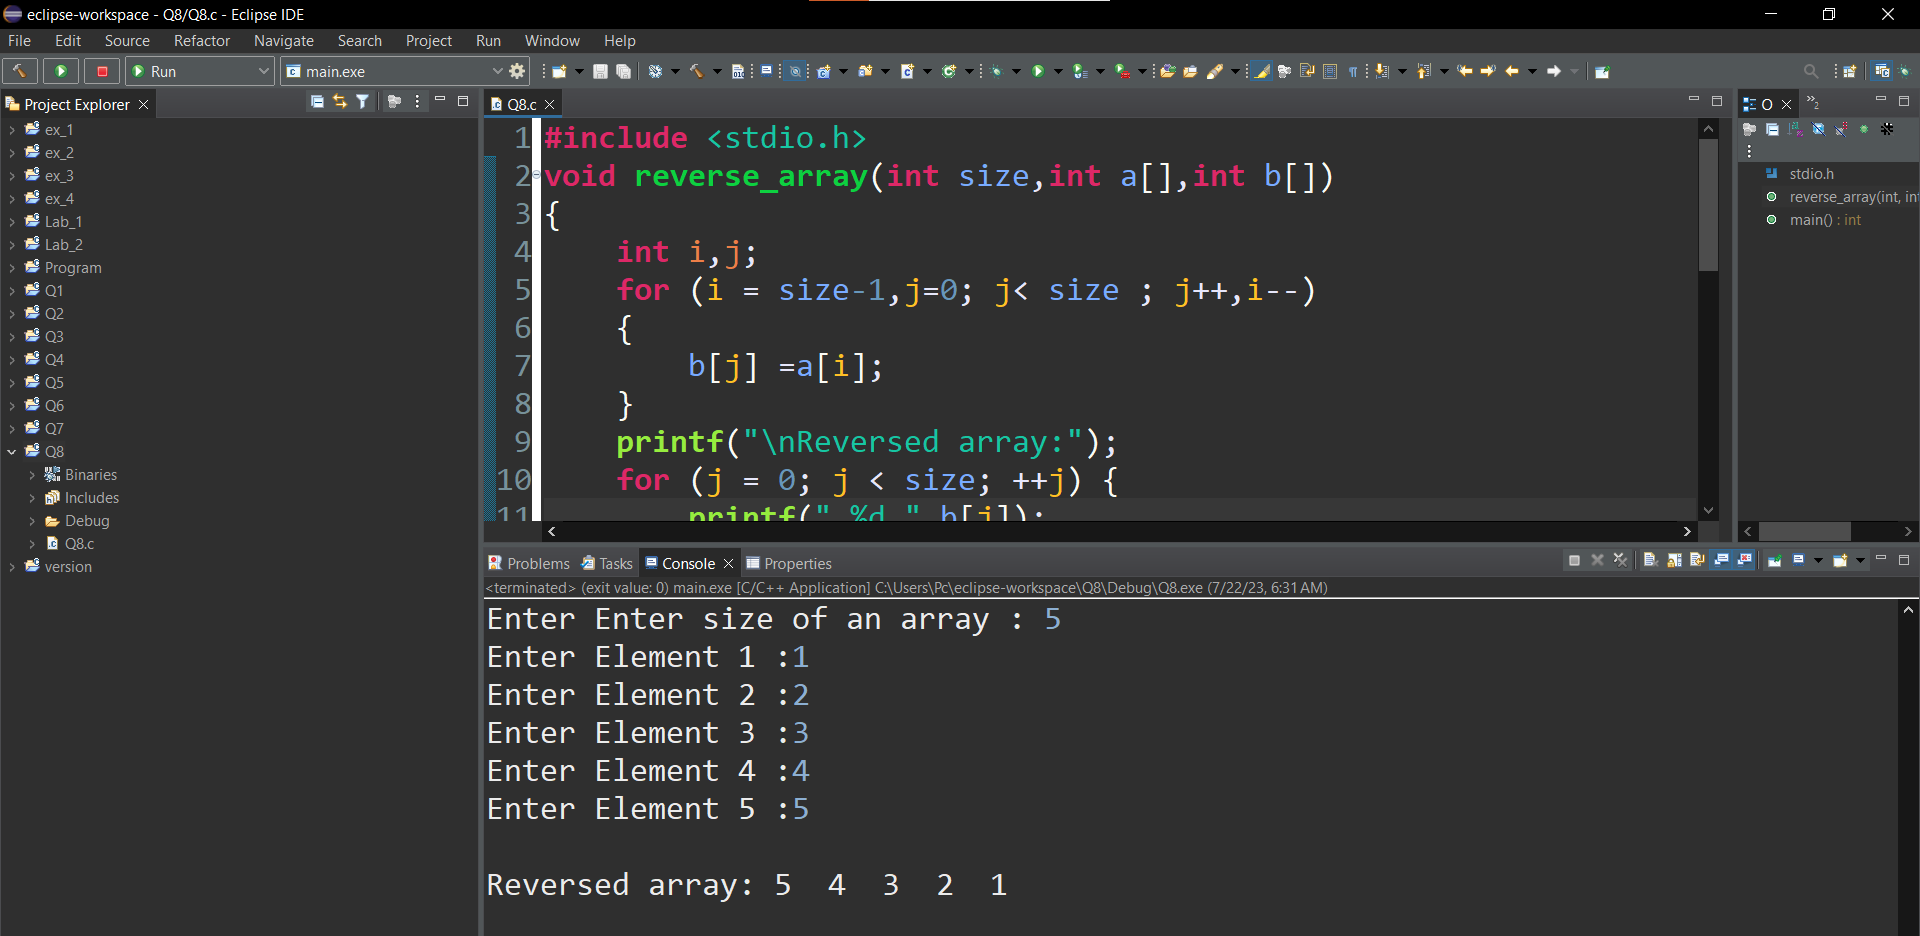 eclipse-workspace - Q8/Q8.c - Eclipse IDE
File Edit Source Refactor Navigate Search Project Run Window Help
Run main.exe
Project Explorer
ex_1
ex_2
ex_3
ex_4
Lab_1
Lab_2
Program
Q1
Q2
Q3
Q4
Q5
Q6
Q7
Q8
Binaries
Includes
Debug
Q8.c
version
Q8.c
1 #include <stdio.h>
2 void reverse_array(int size,int a[],int b[])
3 {
4 int i,j;
5 for (i = size-1,j=0; j< size ; j++,i--)
6 {
7 b[j] =a[i];
8 }
9 printf("\nReversed array:");
10 for (j = 0; j < size; ++j) {
11 printf(" %d " b[j]);
O
2
stdio.h
reverse_array(int, int
main() : int
Problems Tasks Console Properties
<terminated> (exit value: 0) main.exe [C/C++ Application] C:\Users\Pc\eclipse-workspace\Q8\Debug\Q8.exe (7/22/23, 6:31 AM)
Enter Enter size of an array : 5
Enter Element 1 :1
Enter Element 2 :2
Enter Element 3 :3
Enter Element 4 :4
Enter Element 5 :5
Reversed array: 5 4 3 2 1